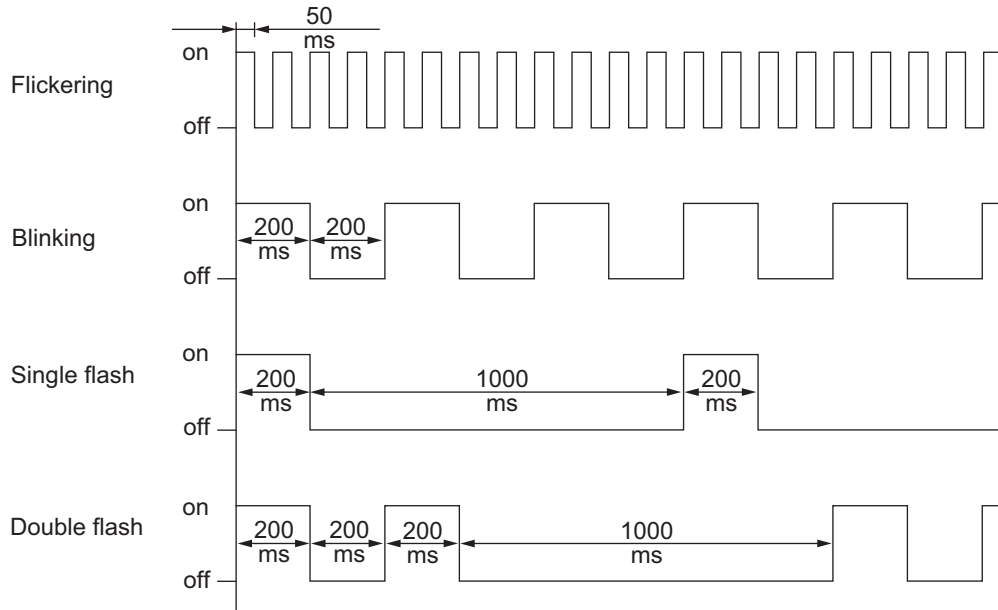 50
ms
on
Flickering
off
on
Blinking
200
ms
200
ms
off
on
Single flash
200
ms
1000
ms
200
ms
off
on
Double flash
200
ms
200
ms
200
ms
1000
ms
off